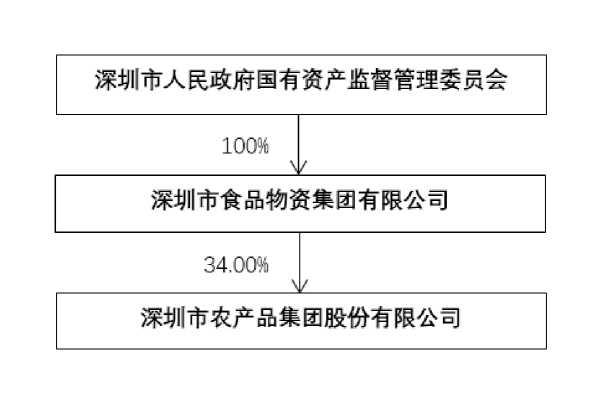 深圳市人民政府国有资产监督管理委员会
100%
深圳市食品物资集团有限公司
34.00%
深圳市农产品集团股份有限公司